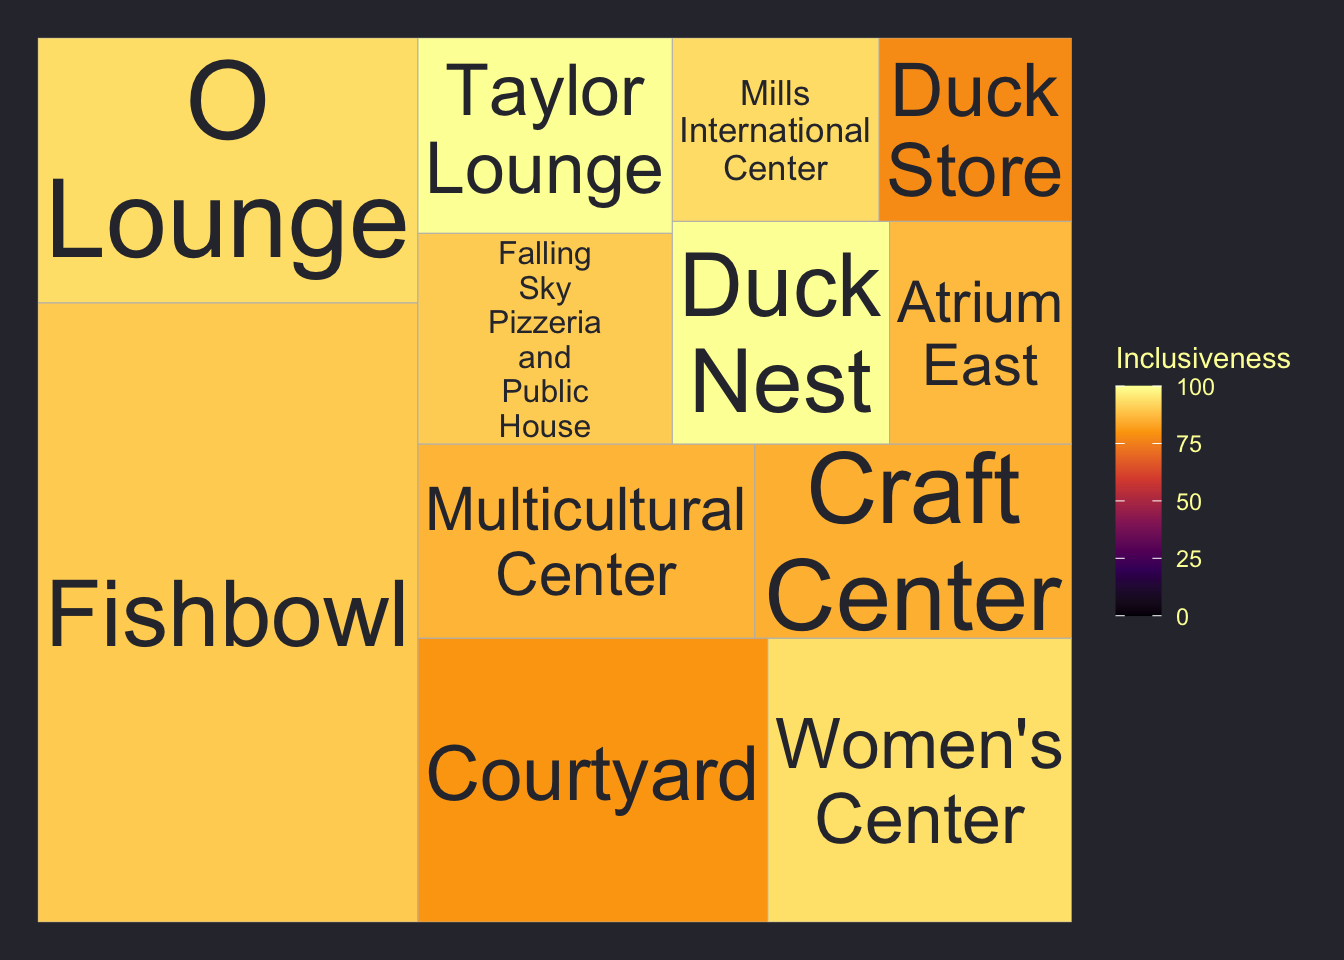 O
Lounge
Taylor
Lounge
Mills
International
Center
Duck
Store
Falling
Sky
Pizzeria
and
Public
House
Duck
Nest
Atrium
East
Fishbowl
Multicultural
Center
Craft
Center
Courtyard
Women's
Center
Inclusiveness
100
75
50
25
0